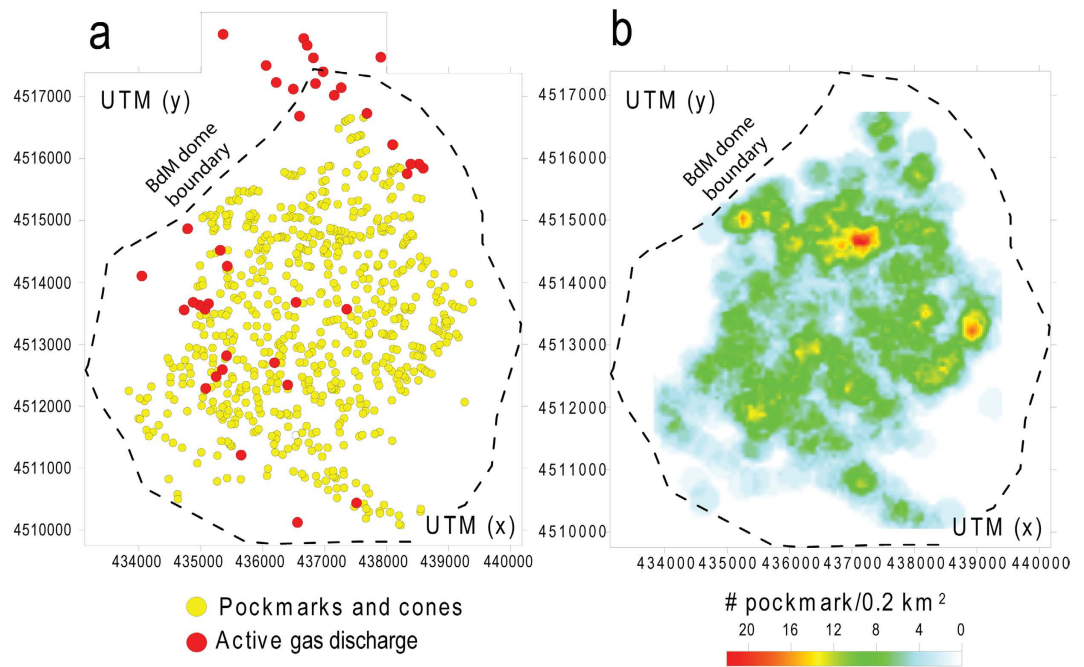 a
UTM (y)
BdM dome
boundary
4517000
4516000
4515000
4514000
4513000
4512000
4511000
4510000
UTM (x)
434000 435000 436000 437000 438000 439000 440000
Pockmarks and cones
Active gas discharge
b
UTM (y)
BdM dome
boundary
4517000
4516000
4515000
4514000
4513000
4512000
4511000
4510000
UTM (x)
434000 435000 436000 437000 438000 439000 440000
# pockmark/0.2 km²
20 16 12 8 4 0